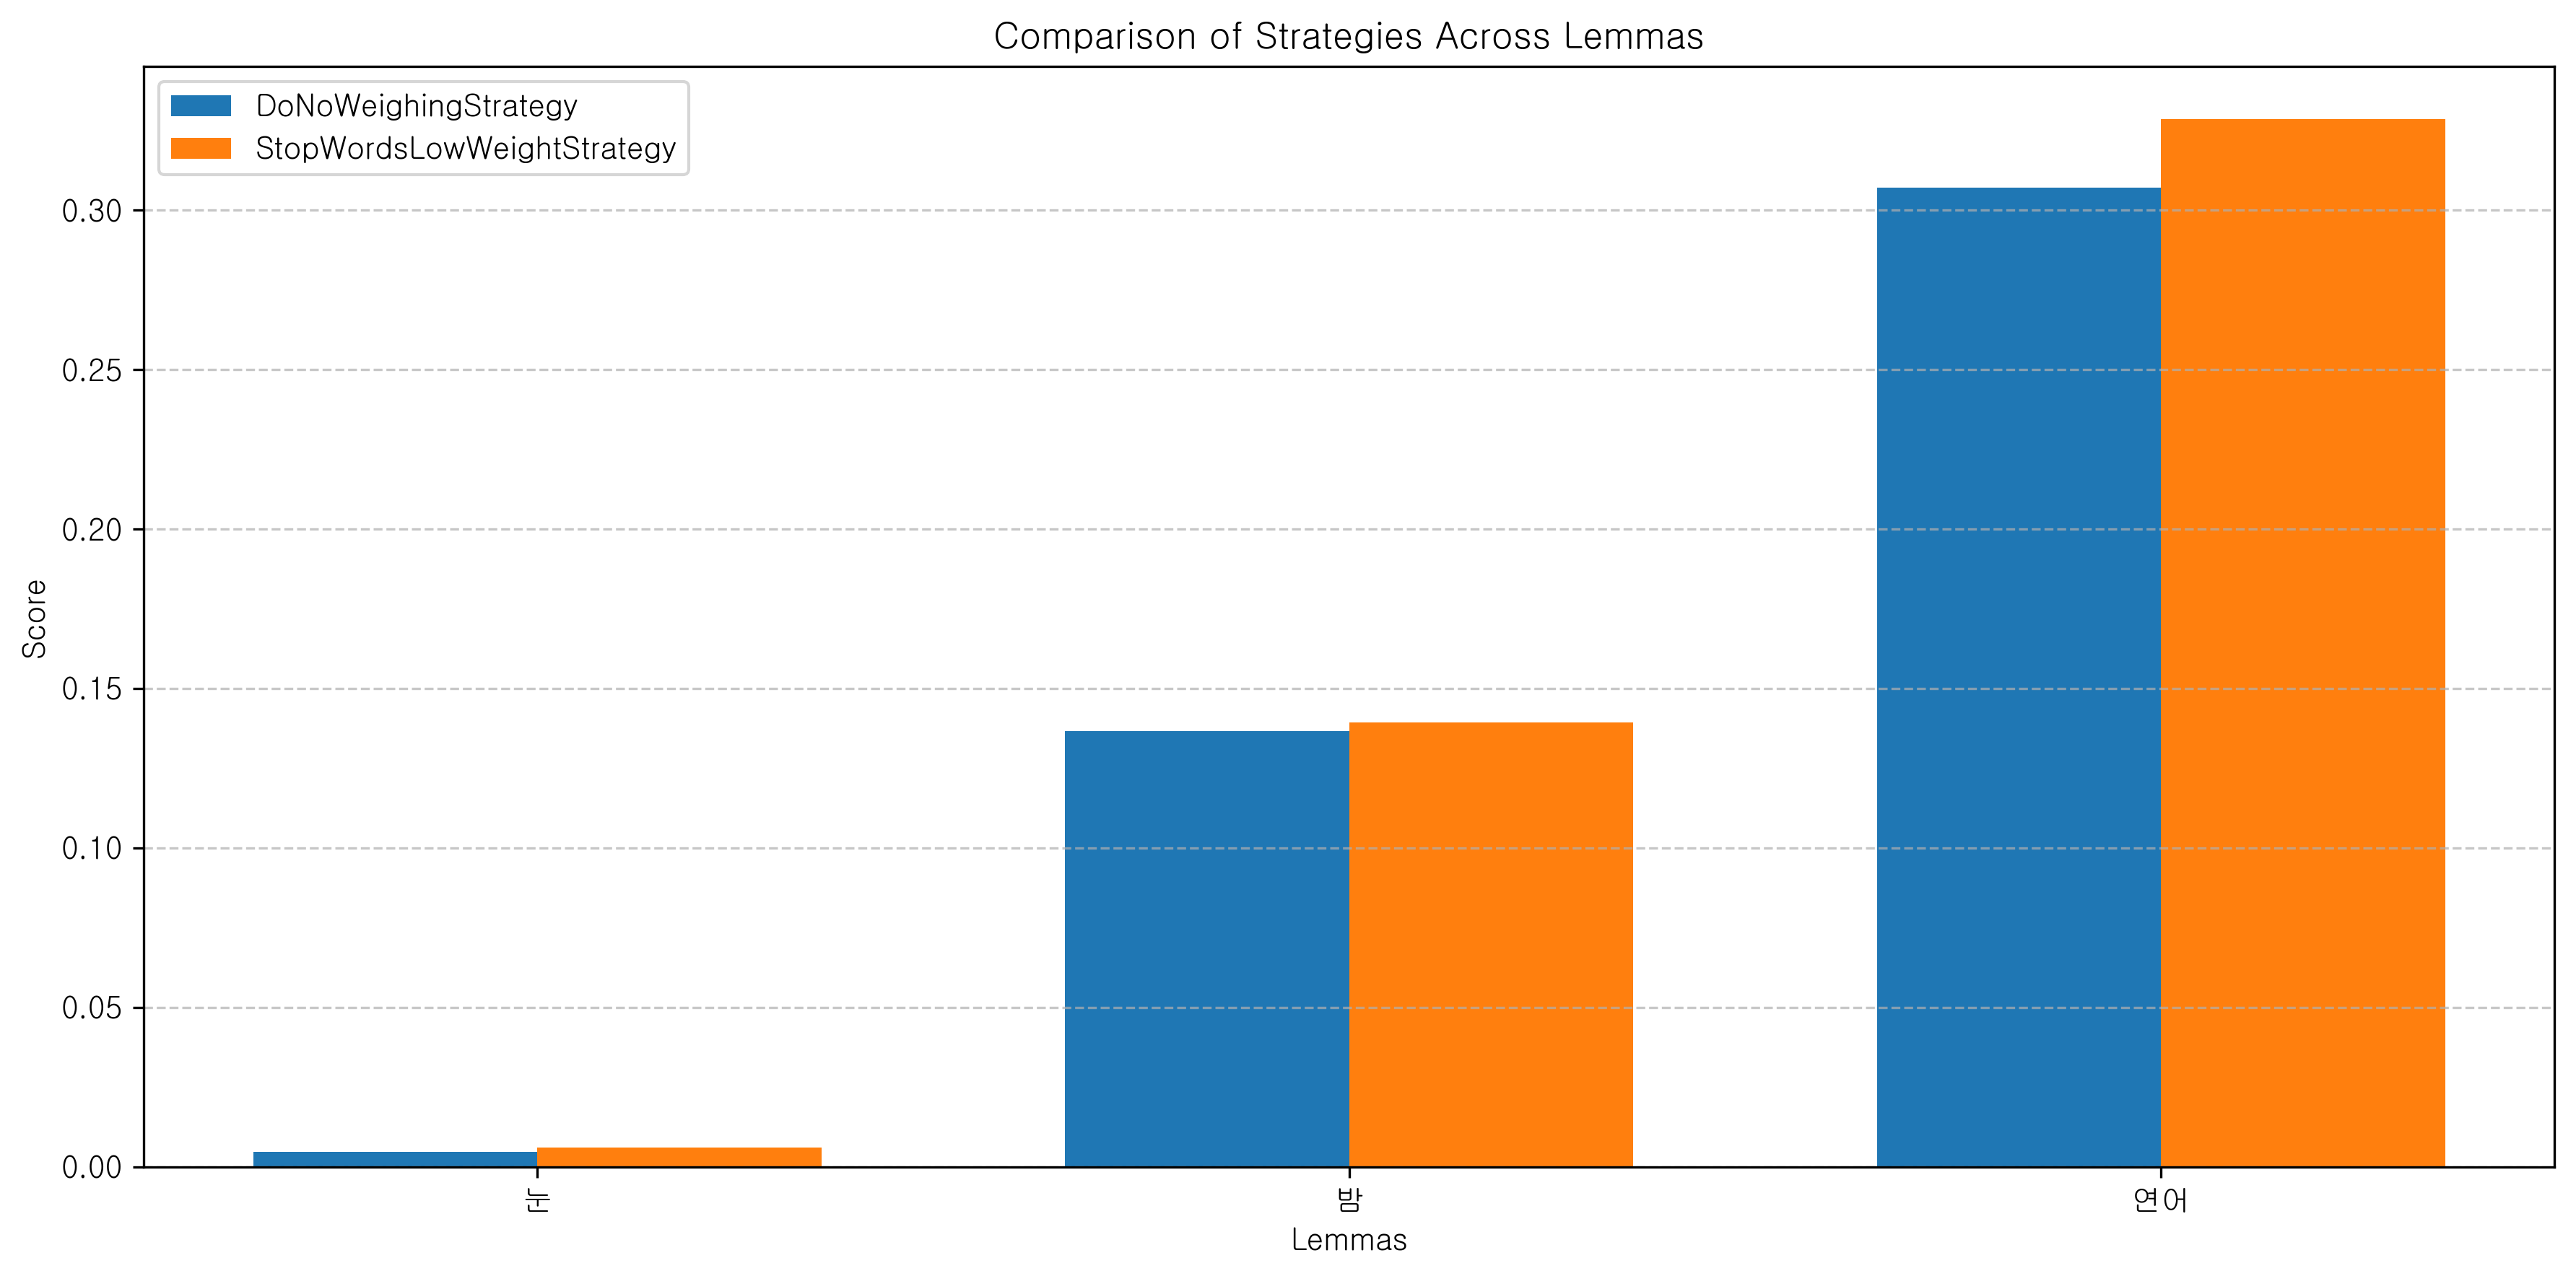 Comparison of Strategies Across Lemmas
DoNoWeighingStrategy
StopWordsLowWeightStrategy
0.30
0.25
0.20
0.15
0.10
0.05
0.00
Score
눈
밤
연어
Lemmas